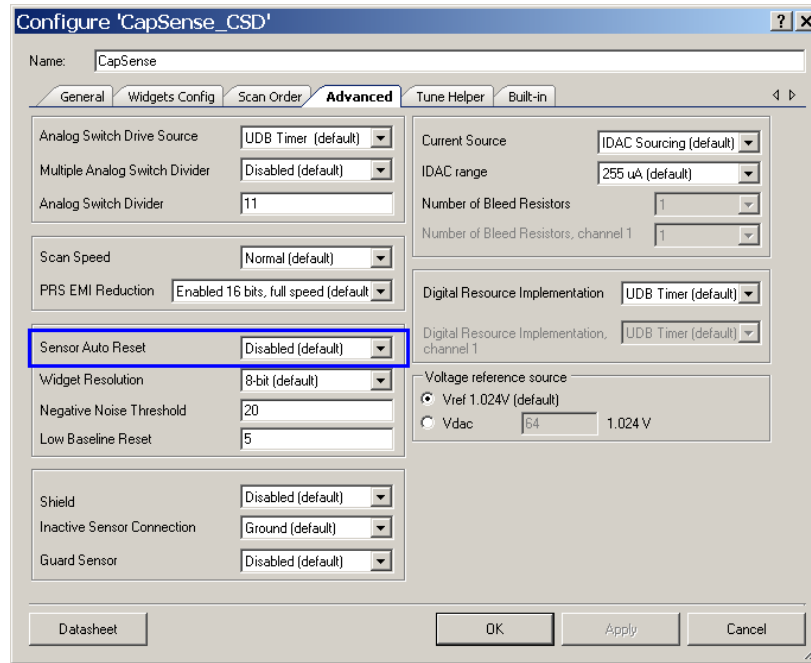 Configure 'CapSense_CSD'
Name: CapSense
General Widgets Config Scan Order Advanced Tune Helper Built-in
Analog Switch Drive Source UDB Timer (default)
Multiple Analog Switch Divider Disabled (default)
Analog Switch Divider 11
Scan Speed Normal (default)
PRS EMI Reduction Enabled 16 bits, full speed (default
Sensor Auto Reset Disabled (default)
Widget Resolution 8-bit (default)
Negative Noise Threshold 20
Low Baseline Reset 5
Shield Disabled (default)
Inactive Sensor Connection Ground (default)
Guard Sensor Disabled (default)
Current Source IDAC Sourcing (default)
IDAC range 255 uA (default)
Number of Bleed Resistors 1
Number of Bleed Resistors, channel 1 1
Digital Resource Implementation UDB Timer (default)
Digital Resource Implementation, UDB Timer (default)
channel 1
Voltage reference source
Vref 1.024V (default)
Vdac 64 1.024 V
Datasheet OK Apply Cancel